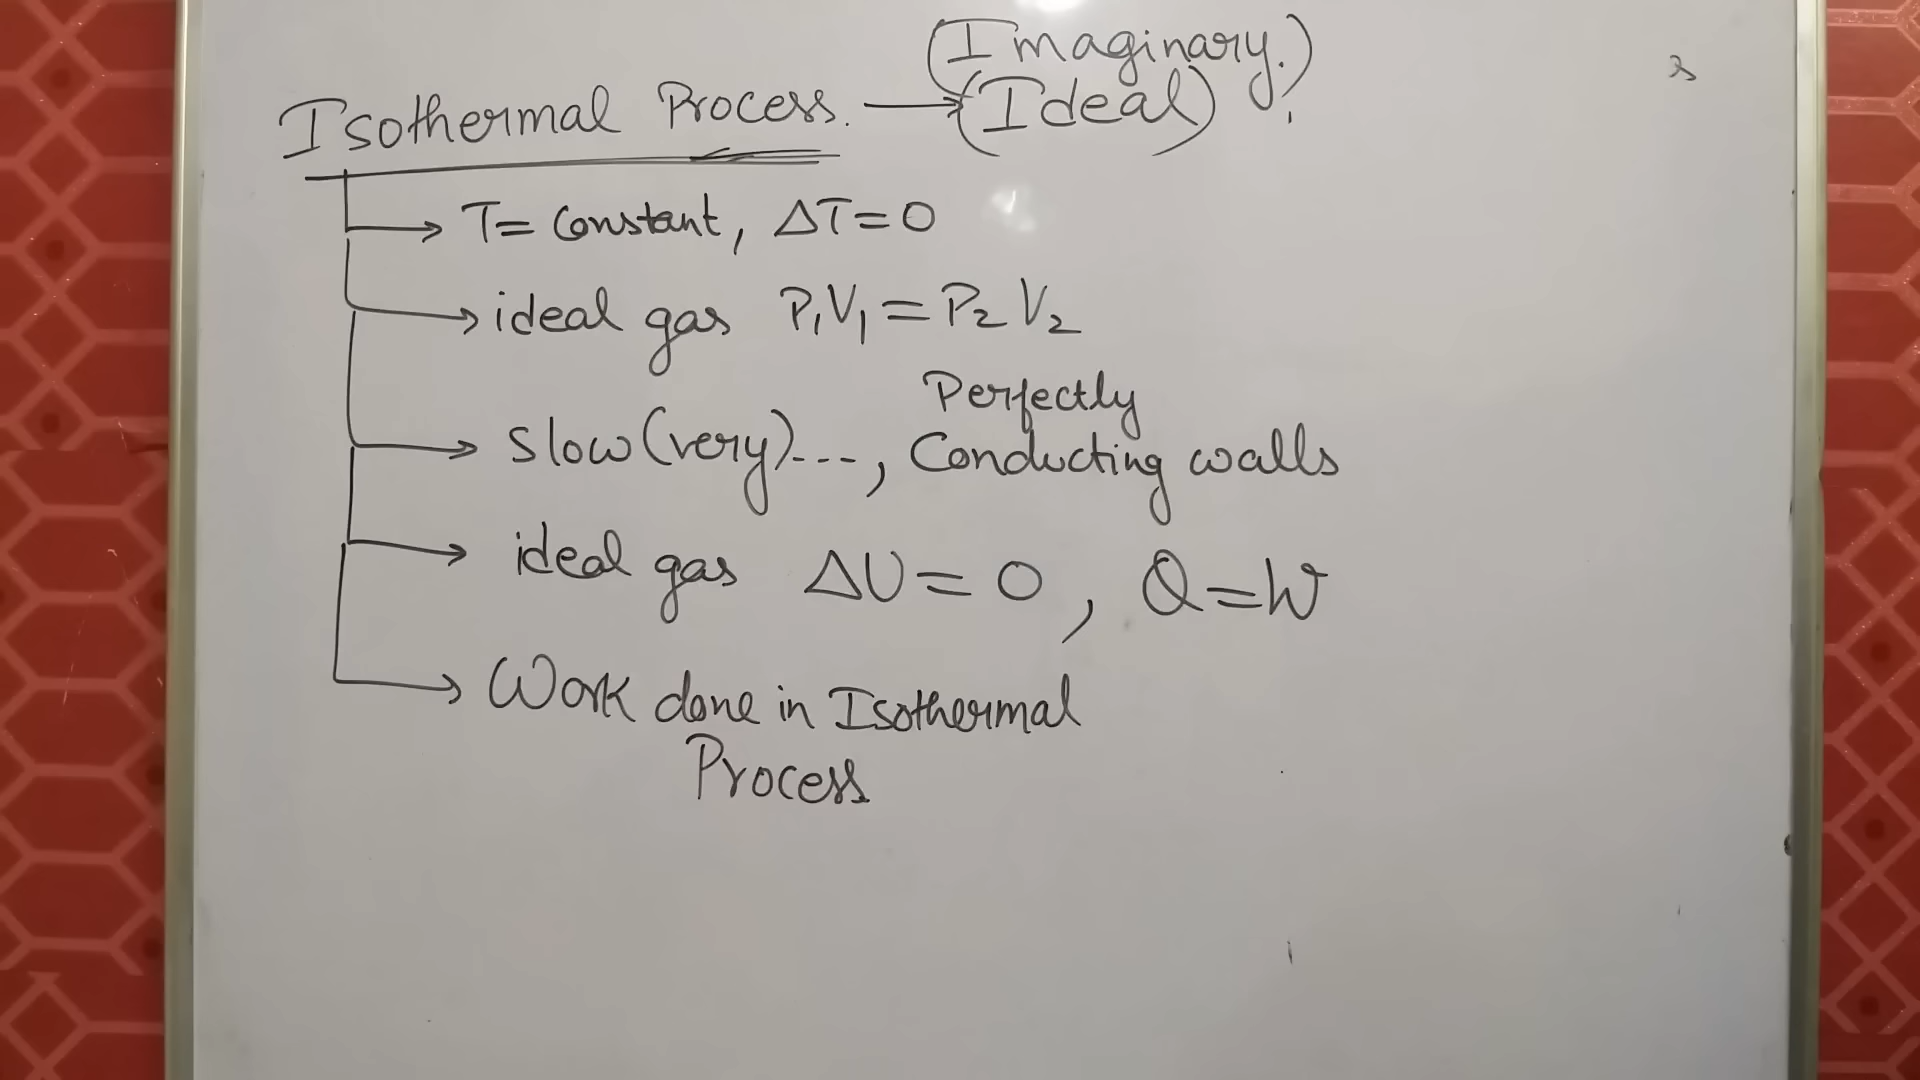 (Imaginary.)
Isothermal Process. → (Ideal)
→ T = Constant, ΔT = 0
→ ideal gas P₁V₁ = P₂V₂
Perfectly
→ slow (very)---, Conducting walls
→ ideal gas ΔU = 0, Q = W
→ Work done in Isothermal
Process